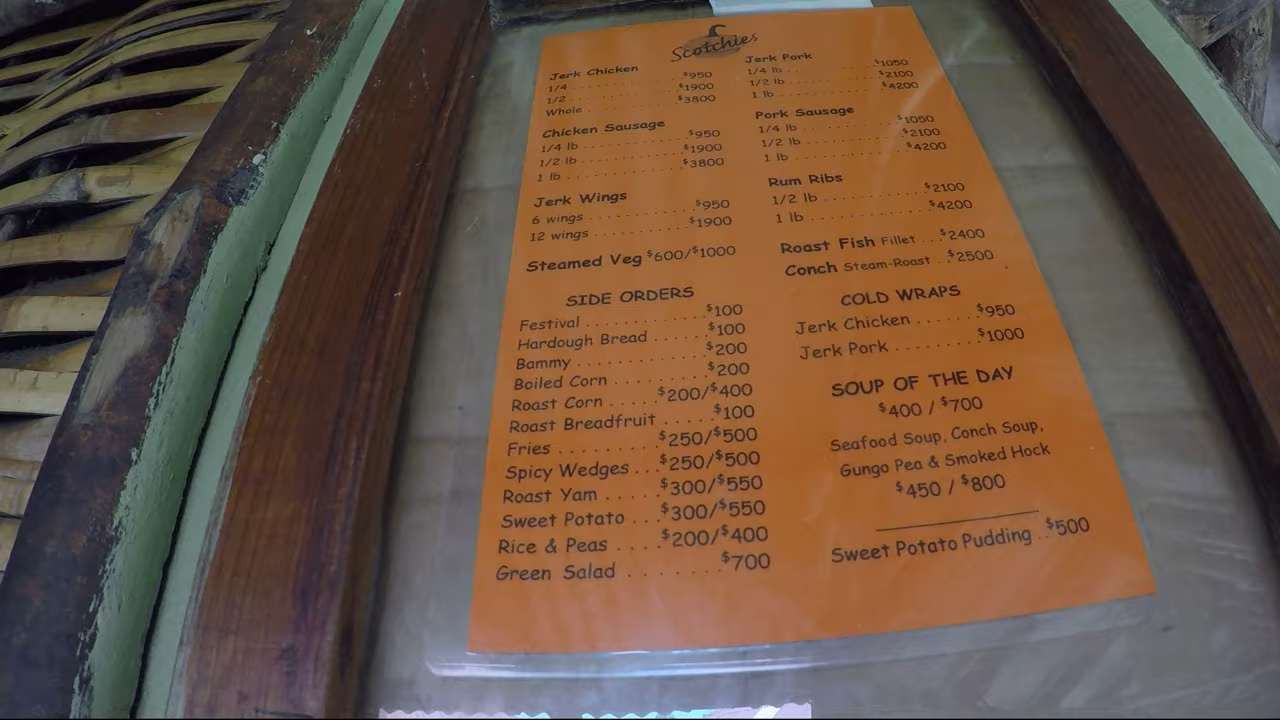 Scotchies
Jerk Chicken
1/4 . . . . . . . . . . . . . . $950
1/2 . . . . . . . . . . . . . . $1900
Whole . . . . . . . . . . . . $3800
Chicken Sausage
1/4 lb . . . . . . . . . . . . $950
1/2 lb . . . . . . . . . . . . $1900
1 lb . . . . . . . . . . . . . . $3800
Jerk Wings
6 wings . . . . . . . . . . . $950
12 wings . . . . . . . . . . $1900
Steamed Veg $600/$1000
SIDE ORDERS
Festival . . . . . . . . . . . $100
Hardough Bread . . . . . . $100
Bammy . . . . . . . . . . . . $200
Boiled Corn . . . . . . . . . $200
Roast Corn . . . . . $200/$400
Roast Breadfruit . . . . . $100
Fries . . . . . . . . . $250/$500
Spicy Wedges . . . $250/$500
Roast Yam . . . . . $300/$550
Sweet Potato . . . $300/$550
Rice & Peas . . . . $200/$400
Green Salad . . . . . . . . $700
Jerk Pork
1/4 lb . . . . . . . . . . . . $1050
1/2 lb . . . . . . . . . . . . $2100
1 lb . . . . . . . . . . . . . . $4200
Pork Sausage
1/4 lb . . . . . . . . . . . . $1050
1/2 lb . . . . . . . . . . . . $2100
1 lb . . . . . . . . . . . . . . $4200
Rum Ribs
1/2 lb . . . . . . . . . . . . $2100
1 lb . . . . . . . . . . . . . . $4200
Roast Fish Fillet . . . $2400
Conch Steam-Roast . . $2500
COLD WRAPS
Jerk Chicken . . . . . . $950
Jerk Pork . . . . . . . . . $1000
SOUP OF THE DAY
$400 / $700
Seafood Soup, Conch Soup,
Gungo Pea & Smoked Hock
$450 / $800
Sweet Potato Pudding . . $500